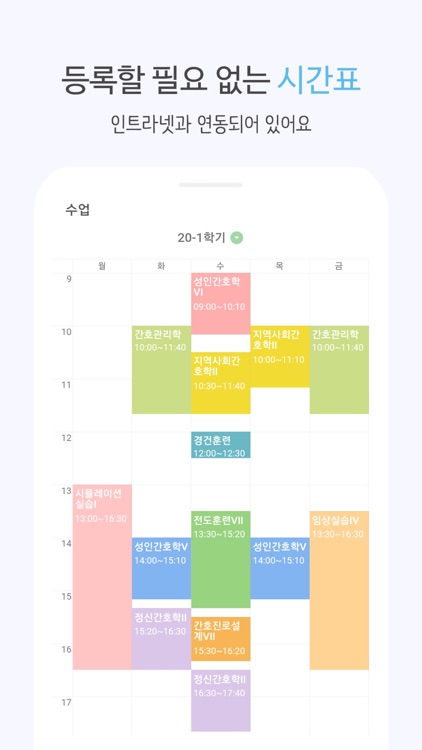 등록할 필요 없는 시간표
인트라넷과 연동되어 있어요
수업
20-1학기
월 화 수 목 금
9
성인간호학
VI
09:00~10:10
10
간호관리학
10:00~11:40
지역사회간
호학II
10:00~11:10
간호관리학
10:00~11:40
지역사회간
호학II
10:30~11:40
11
12
경건훈련
12:00~12:30
13
시뮬레이션
실습I
13:00~16:30
전도훈련VII
13:30~15:20
임상실습IV
13:30~16:30
14
성인간호학V
14:00~15:10
성인간호학V
14:00~15:10
15
정신간호학II
15:20~16:30
간호진로설
계VII
15:30~16:20
16
정신간호학II
16:30~17:40
17